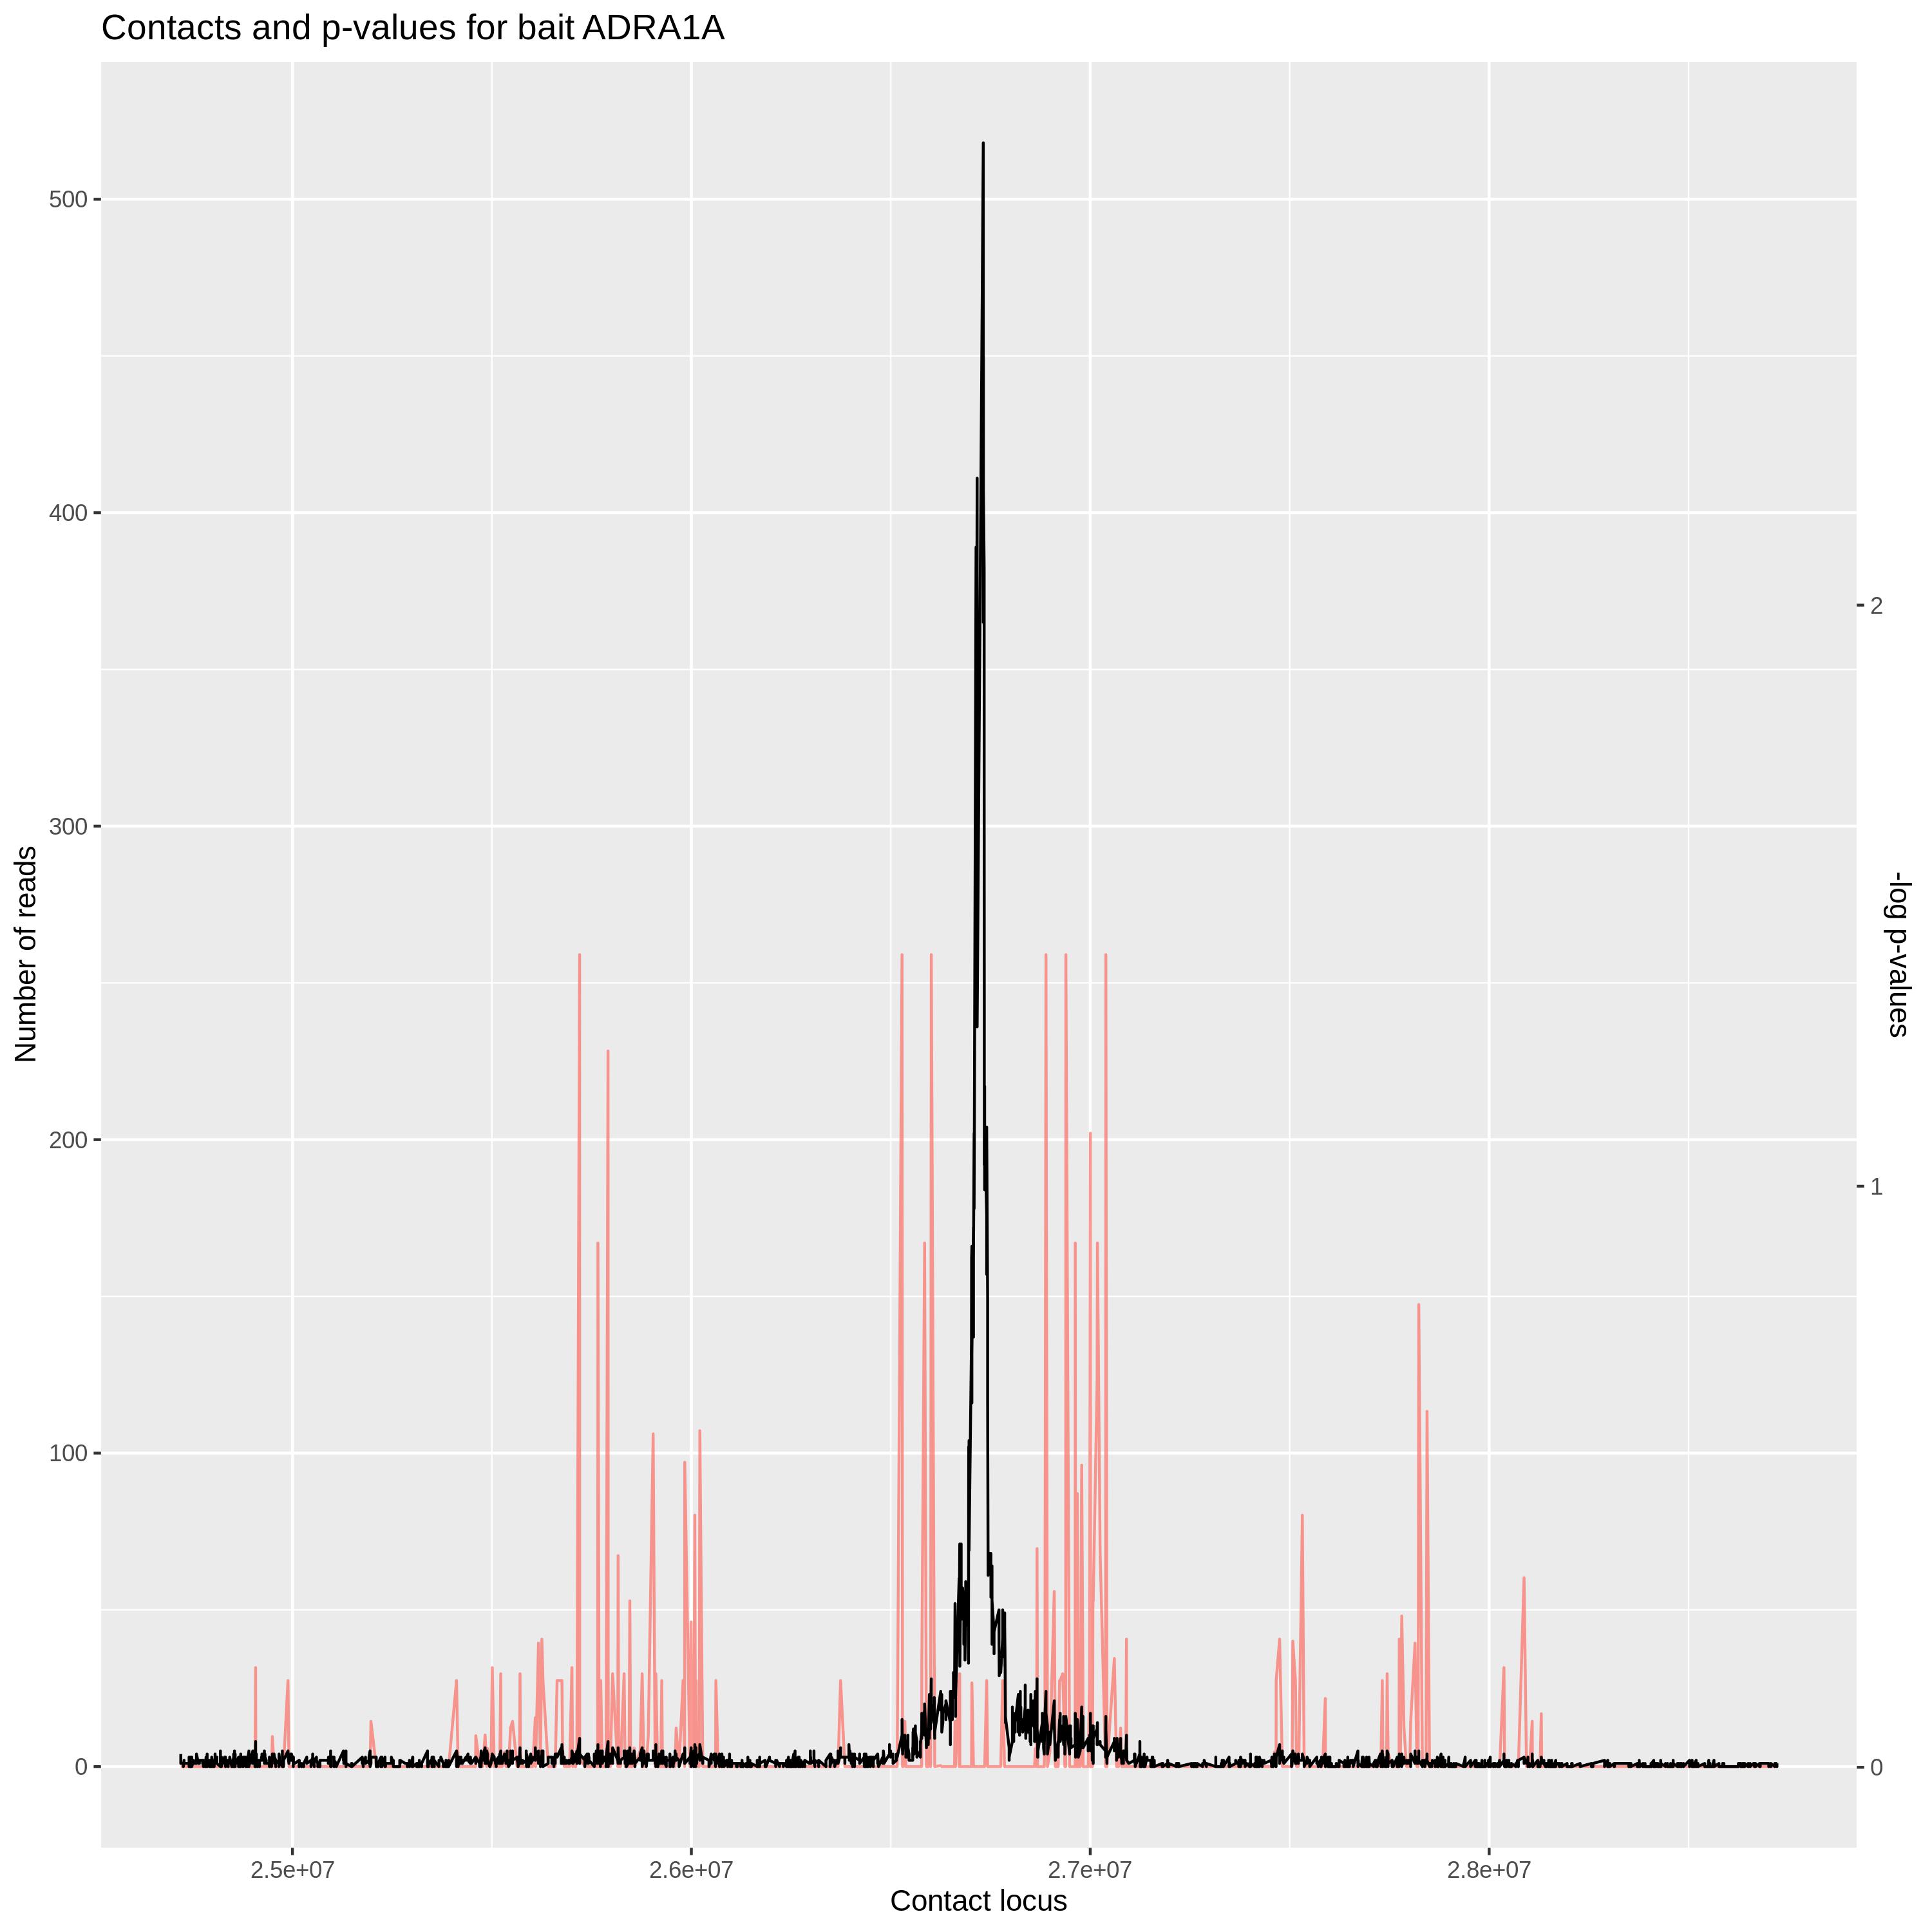 Contacts and p-values for bait ADRA1A
500
400
300
200
100
0
Number of reads
2
1
0
-log p-values
2.5e+07
2.6e+07
2.7e+07
2.8e+07
Contact locus